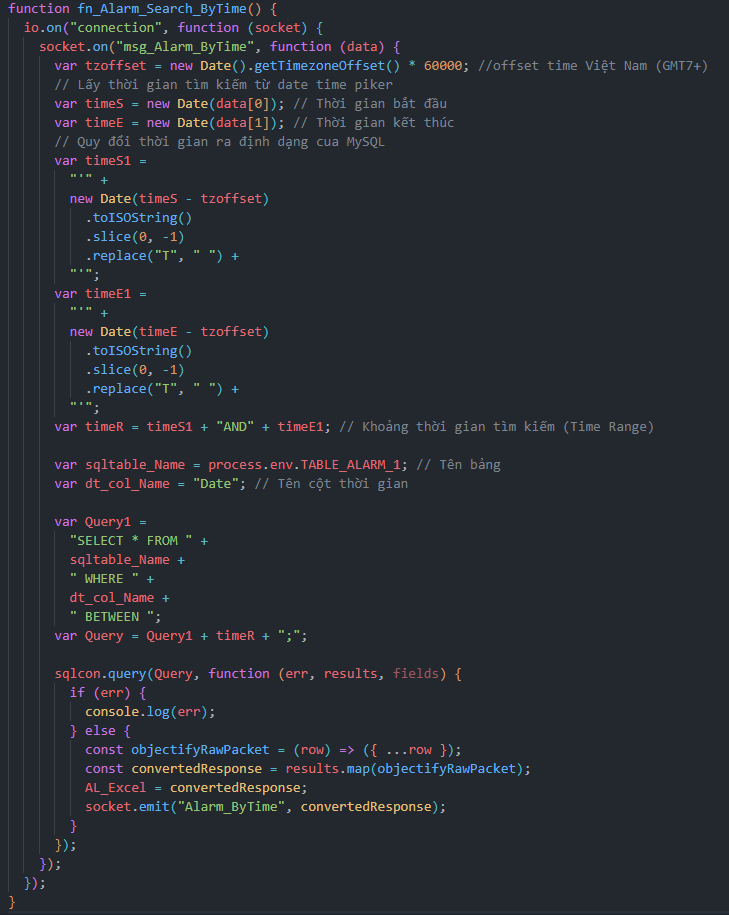 function fn_Alarm_Search_ByTime() {
  io.on("connection", function (socket) {
    socket.on("msg_Alarm_ByTime", function (data) {
      var tzoffset = new Date().getTimezoneOffset() * 60000; //offset time Việt Nam (GMT7+)
      // Lấy thời gian tìm kiếm từ date time piker
      var timeS = new Date(data[0]); // Thời gian bắt đầu
      var timeE = new Date(data[1]); // Thời gian kết thúc
      // Quy đổi thời gian ra định dạng cua MySQL
      var timeS1 =
        "'" +
        new Date(timeS - tzoffset)
          .toISOString()
          .slice(0, -1)
          .replace("T", " ") +
        "'";
      var timeE1 =
        "'" +
        new Date(timeE - tzoffset)
          .toISOString()
          .slice(0, -1)
          .replace("T", " ") +
        "'";
      var timeR = timeS1 + "AND" + timeE1; // Khoảng thời gian tìm kiếm (Time Range)

      var sqltable_Name = process.env.TABLE_ALARM_1; // Tên bảng
      var dt_col_Name = "Date"; // Tên cột thời gian

      var Query1 =
        "SELECT * FROM " +
        sqltable_Name +
        " WHERE " +
        dt_col_Name +
        " BETWEEN ";
      var Query = Query1 + timeR + ";";

      sqlcon.query(Query, function (err, results, fields) {
        if (err) {
          console.log(err);
        } else {
          const objectifyRawPacket = (row) => ({ ...row });
          const convertedResponse = results.map(objectifyRawPacket);
          AL_Excel = convertedResponse;
          socket.emit("Alarm_ByTime", convertedResponse);
        }
      });
    });
  });
}